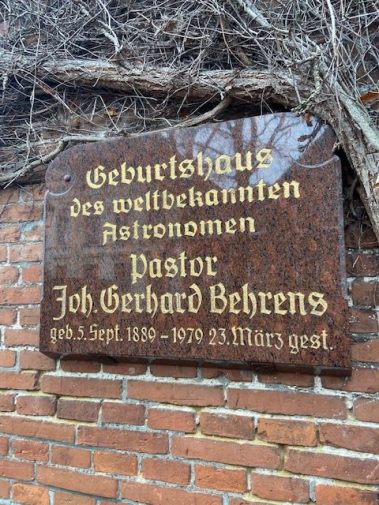 Geburtshaus
des weltbekannten
Astronomen
Pastor
Joh. Gerhard Behrens
geb. 5. Sept. 1889 - 1979 23. März gest.